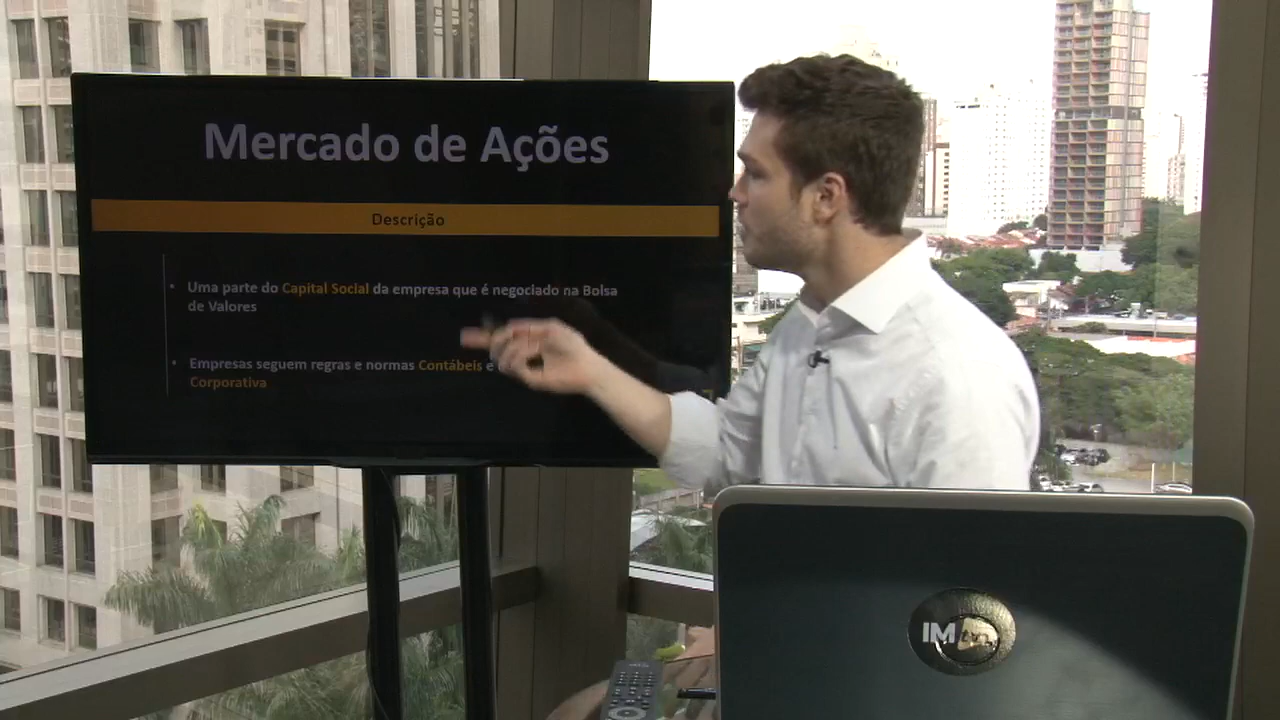 Mercado de Ações
Descrição
• Uma parte do Capital Social da empresa que é negociado na Bolsa
de Valores
• Empresas seguem regras e normas Contábeis e
Corporativa
IM